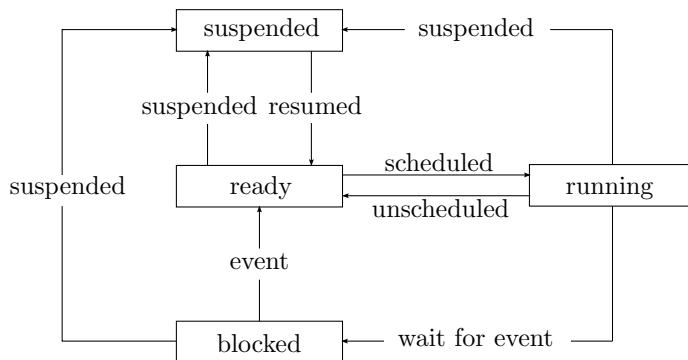 suspended
suspended
suspended
resumed
scheduled
suspended
ready
running
unscheduled
event
wait for event
blocked